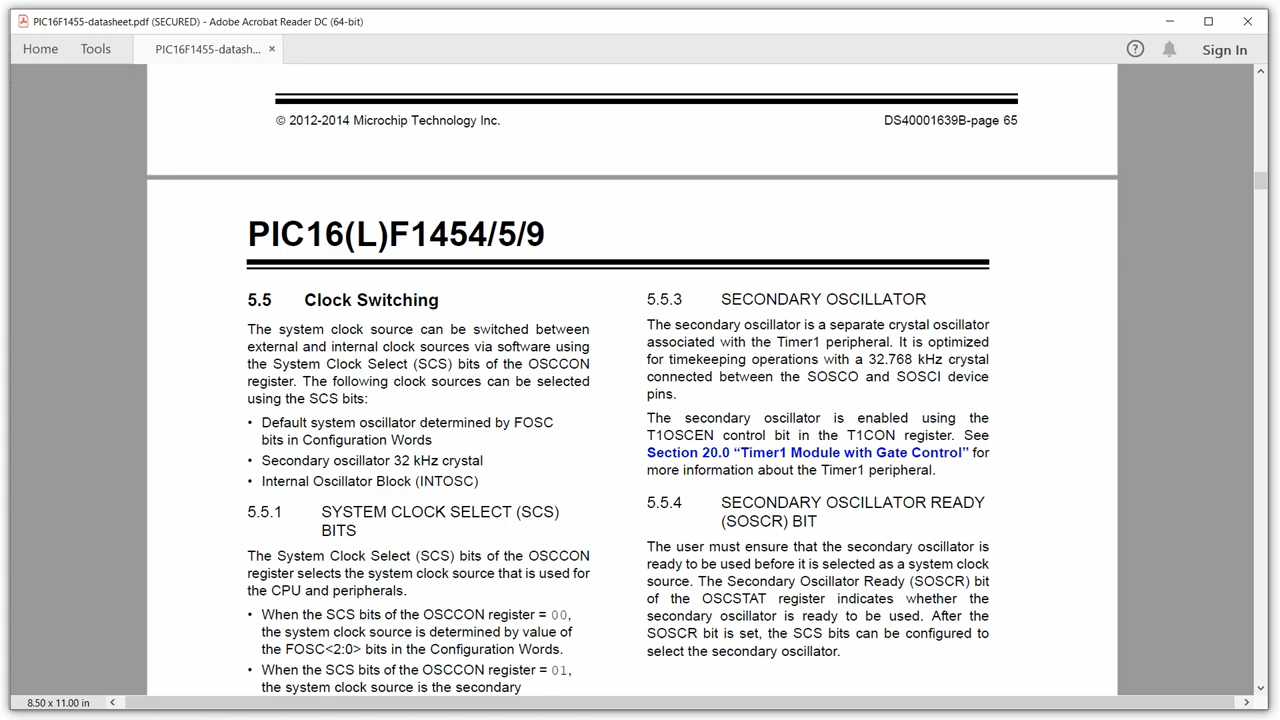 PIC16F1455-datasheet.pdf (SECURED) - Adobe Acrobat Reader DC (64-bit)
Home Tools PIC16F1455-datash... × Sign In
© 2012-2014 Microchip Technology Inc. DS40001639B-page 65
PIC16(L)F1454/5/9
5.5 Clock Switching
The system clock source can be switched between
external and internal clock sources via software using
the System Clock Select (SCS) bits of the OSCCON
register. The following clock sources can be selected
using the SCS bits:
• Default system oscillator determined by FOSC
bits in Configuration Words
• Secondary oscillator 32 kHz crystal
• Internal Oscillator Block (INTOSC)
5.5.1 SYSTEM CLOCK SELECT (SCS)
BITS
The System Clock Select (SCS) bits of the OSCCON
register selects the system clock source that is used for
the CPU and peripherals.
• When the SCS bits of the OSCCON register = 00,
the system clock source is determined by value of
the FOSC<2:0> bits in the Configuration Words.
• When the SCS bits of the OSCCON register = 01,
the system clock source is the secondary
5.5.3 SECONDARY OSCILLATOR
The secondary oscillator is a separate crystal oscillator
associated with the Timer1 peripheral. It is optimized
for timekeeping operations with a 32.768 kHz crystal
connected between the SOSCO and SOSCI device
pins.
The secondary oscillator is enabled using the
T1OSCEN control bit in the T1CON register. See
Section 20.0 “Timer1 Module with Gate Control” for
more information about the Timer1 peripheral.
5.5.4 SECONDARY OSCILLATOR READY
(SOSCR) BIT
The user must ensure that the secondary oscillator is
ready to be used before it is selected as a system clock
source. The Secondary Oscillator Ready (SOSCR) bit
of the OSCSTAT register indicates whether the
secondary oscillator is ready to be used. After the
SOSCR bit is set, the SCS bits can be configured to
select the secondary oscillator.
8.50 x 11.00 in